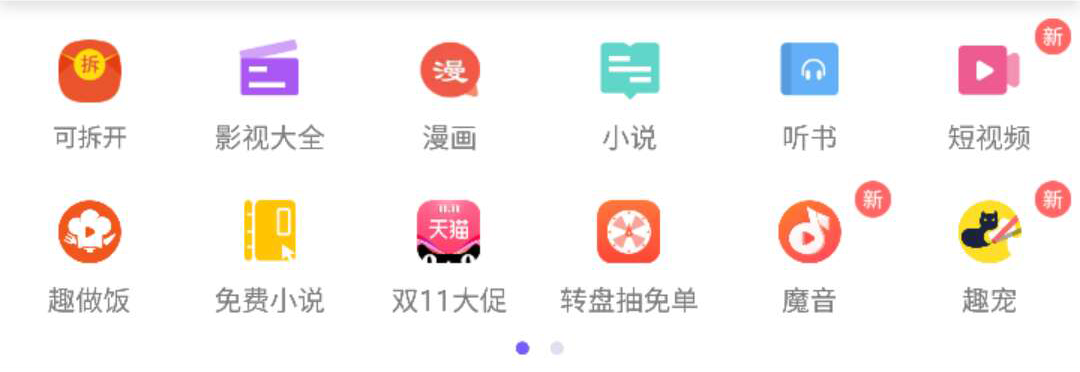 新
拆
漫
可拆开 影视大全 漫画 小说 听书 短视频
新 新
11.11
天猫
趣做饭 免费小说 双11大促 转盘抽免单 魔音 趣宠